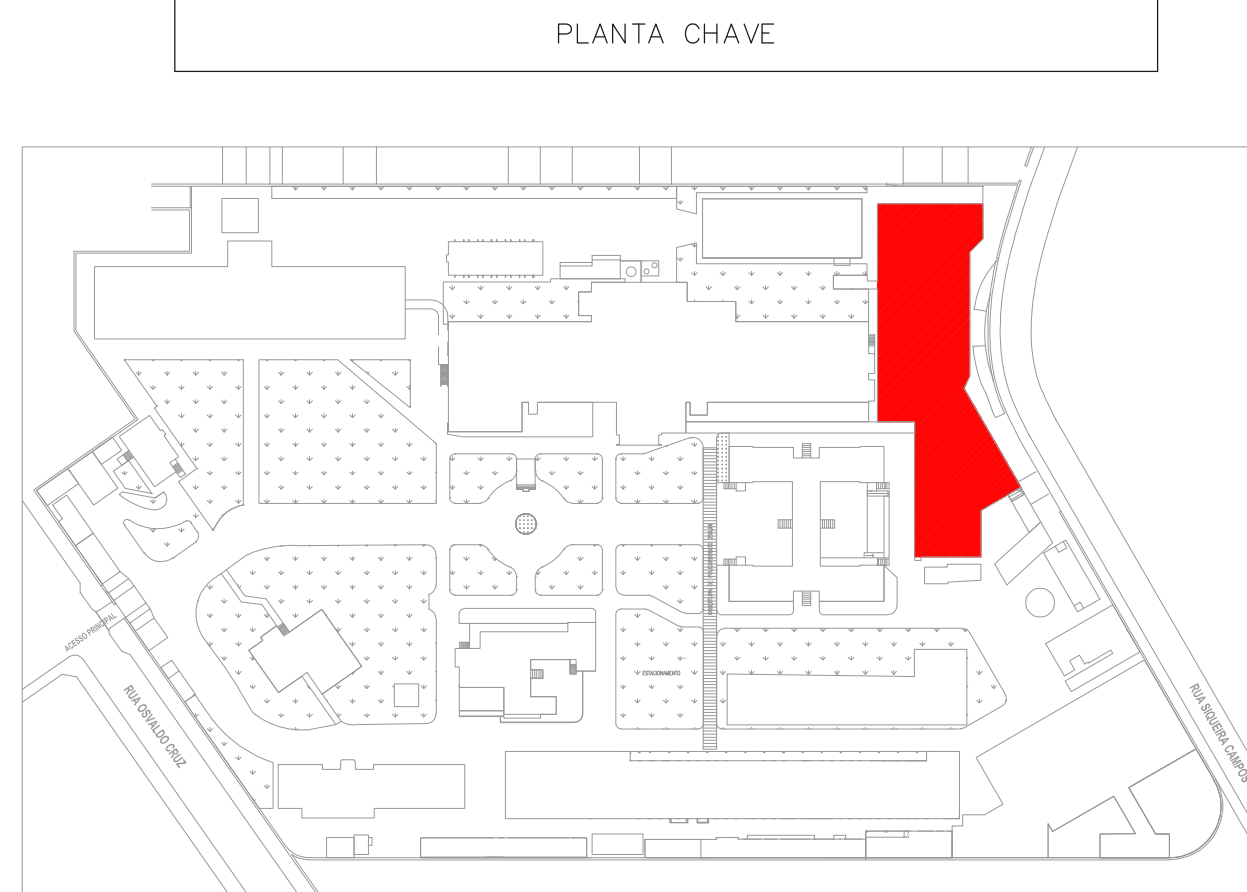 PLANTA CHAVE
ESTACIONAMENTO
ACESSO PRINCIPAL
RUA OSVALDO CRUZ
RUA SIQUEIRA CAMPOS